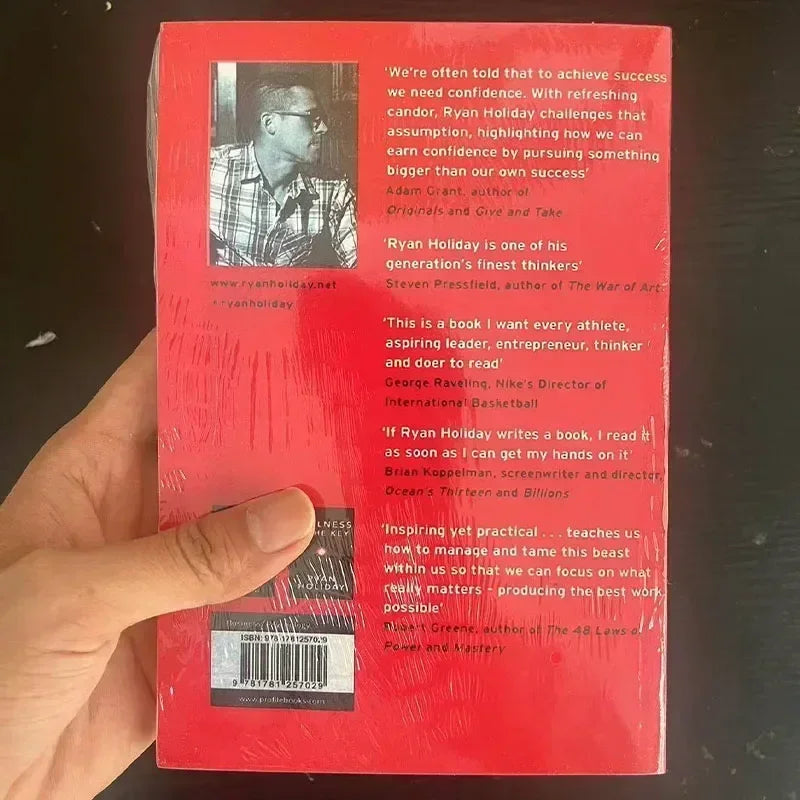 'We're often told that to achieve success
we need confidence. With refreshing
candor, Ryan Holiday challenges that
assumption, highlighting how we can
earn confidence by pursuing something
bigger than our own success'
Adam Grant, author of
Originals and Give and Take
'Ryan Holiday is one of his
generation's finest thinkers'
Steven Pressfield, author of The War of Art
'This is a book I want every athlete,
aspiring leader, entrepreneur, thinker
and doer to read'
George Raveling, Nike's Director of
International Basketball
'If Ryan Holiday writes a book, I read it
as soon as I can get my hands on it'
Brian Koppelman, screenwriter and director,
Ocean's Thirteen and Billions
'Inspiring yet practical . . . teaches us
how to manage and tame this beast
within us so that we can focus on what
really matters – producing the best work
possible'
Robert Greene, author of The 48 Laws of
Power and Mastery
www.ryanholiday.net
ryanholiday
LNESS
HE KEY
RYAN
HOLIDAY
Business
ISBN: 978-1781257029
9 781781 257029
www.profilebooks.com